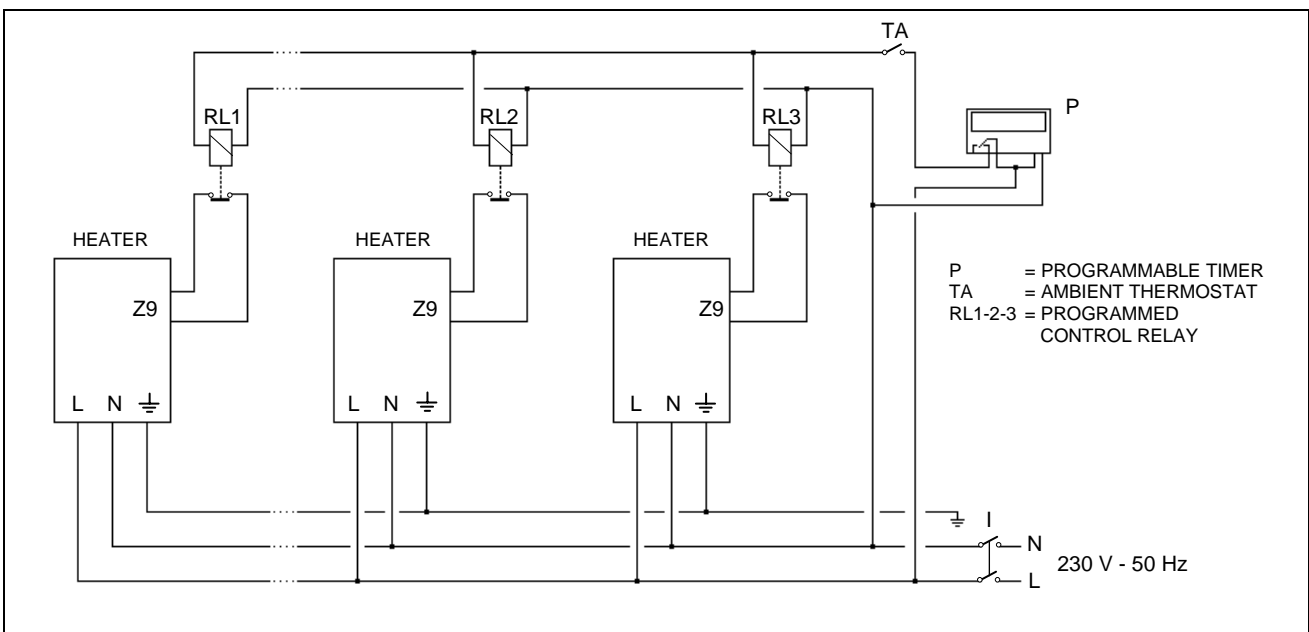 TA
RL1 RL2 RL3 P
HEATER HEATER HEATER
Z9 Z9 Z9
P = PROGRAMMABLE TIMER
TA = AMBIENT THERMOSTAT
RL1-2-3 = PROGRAMMED
CONTROL RELAY
L N L N L N
I
N
230 V - 50 Hz
L